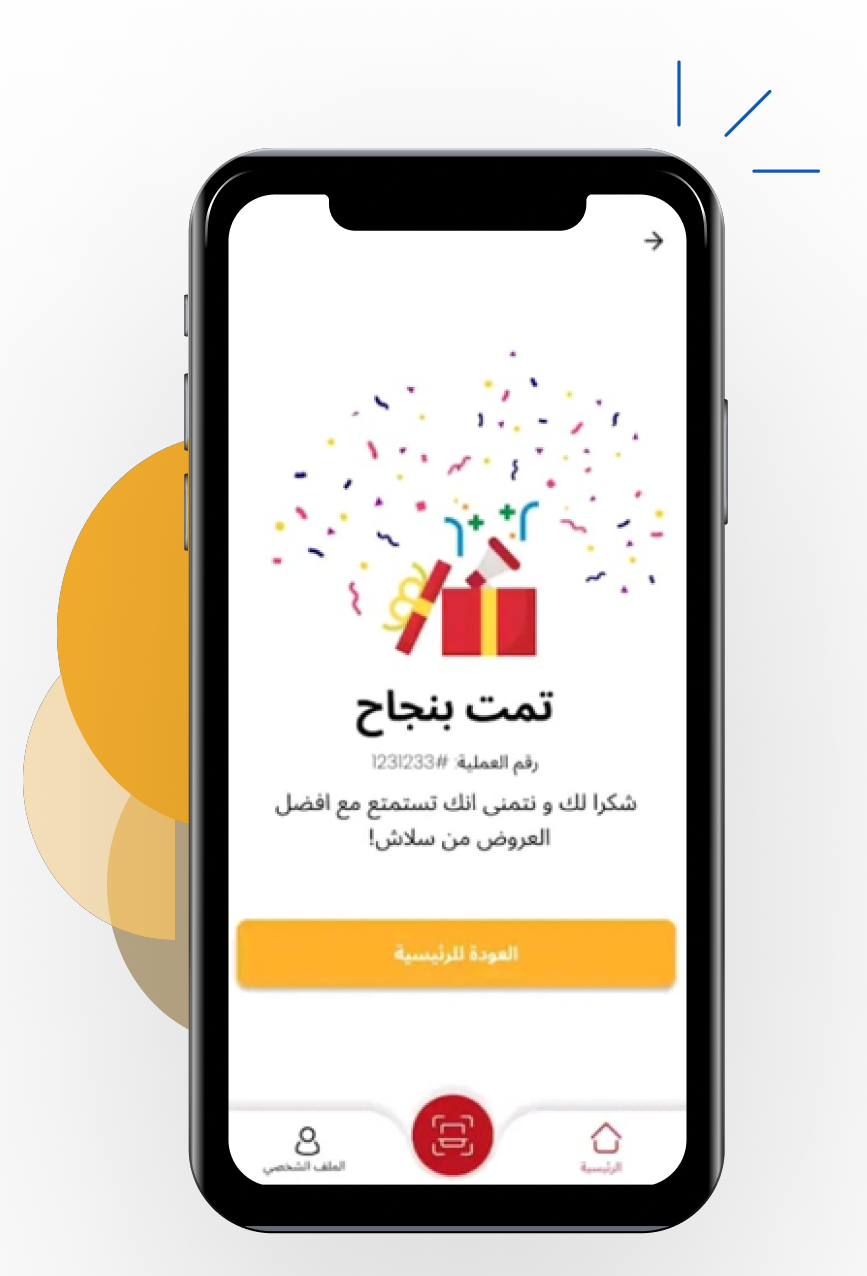 تمت بنجاح
رقم العملية: #1231233
شكرا لك و نتمنى انك تستمتع مع افضل
العروض من سلاش!
العودة للرئيسية
الرئيسية
الملف الشخصي